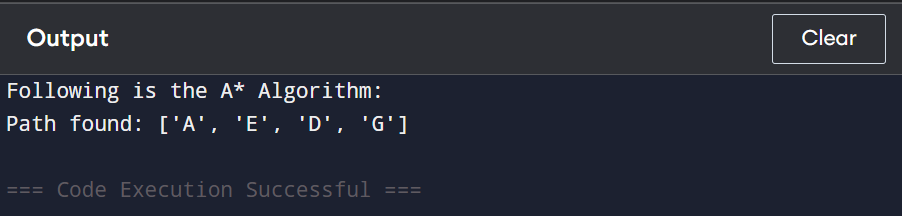 Output
Clear
Following is the A* Algorithm:
Path found: ['A', 'E', 'D', 'G']
=== Code Execution Successful ===